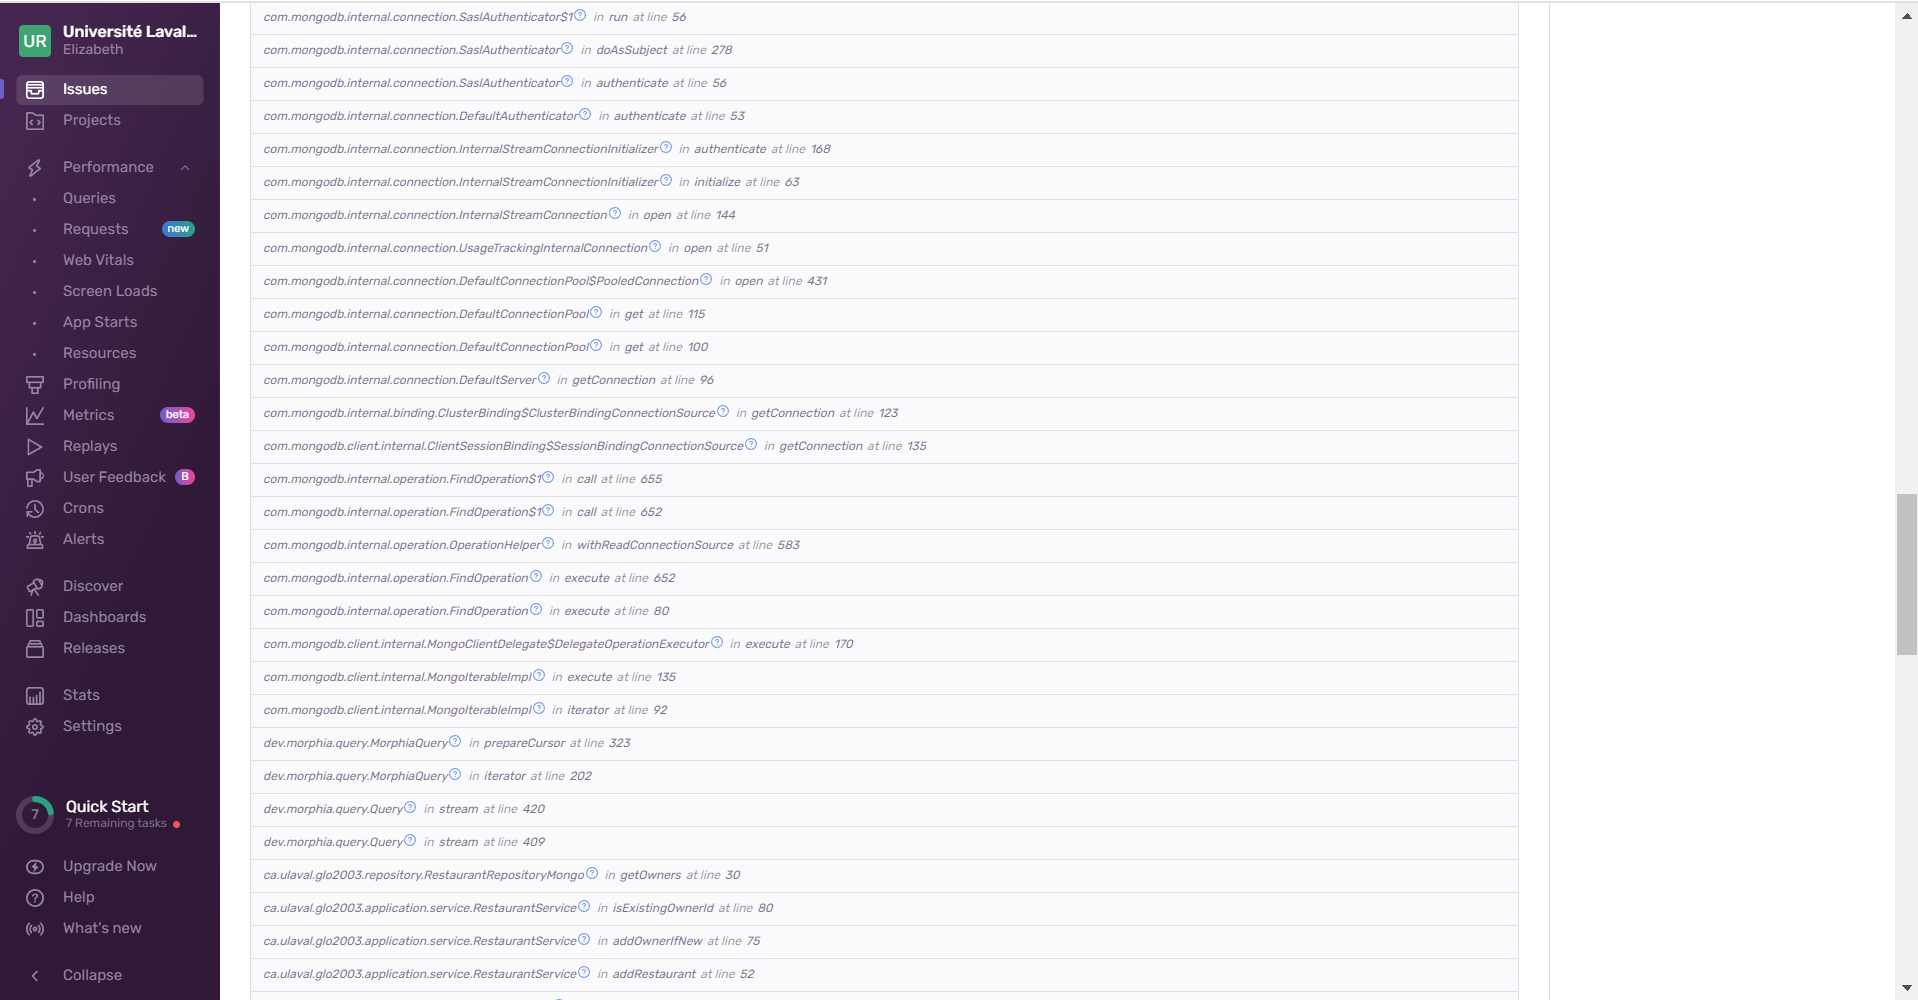 UR
Université Laval...
Elizabeth
Issues
Projects
Performance
Queries
Requests new
Web Vitals
Screen Loads
App Starts
Resources
Profiling
Metrics beta
Replays
User Feedback B
Crons
Alerts
Discover
Dashboards
Releases
Stats
Settings
7
Quick Start
7 Remaining tasks
Upgrade Now
Help
What's new
Collapse
com.mongodb.internal.connection.SaslAuthenticator$1 in run at line 56
com.mongodb.internal.connection.SaslAuthenticator in doAsSubject at line 278
com.mongodb.internal.connection.SaslAuthenticator in authenticate at line 56
com.mongodb.internal.connection.DefaultAuthenticator in authenticate at line 53
com.mongodb.internal.connection.InternalStreamConnectionInitializer in authenticate at line 168
com.mongodb.internal.connection.InternalStreamConnectionInitializer in initialize at line 63
com.mongodb.internal.connection.InternalStreamConnection in open at line 144
com.mongodb.internal.connection.UsageTrackingInternalConnection in open at line 51
com.mongodb.internal.connection.DefaultConnectionPool$PooledConnection in open at line 431
com.mongodb.internal.connection.DefaultConnectionPool in get at line 115
com.mongodb.internal.connection.DefaultConnectionPool in get at line 100
com.mongodb.internal.connection.DefaultServer in getConnection at line 96
com.mongodb.internal.binding.ClusterBinding$ClusterBindingConnectionSource in getConnection at line 123
com.mongodb.client.internal.ClientSessionBinding$SessionBindingConnectionSource in getConnection at line 135
com.mongodb.internal.operation.FindOperation$1 in call at line 655
com.mongodb.internal.operation.FindOperation$1 in call at line 652
com.mongodb.internal.operation.OperationHelper in withReadConnectionSource at line 583
com.mongodb.internal.operation.FindOperation in execute at line 652
com.mongodb.internal.operation.FindOperation in execute at line 80
com.mongodb.client.internal.MongoClientDelegate$DelegateOperationExecutor in execute at line 170
com.mongodb.client.internal.MongoIterableImpl in execute at line 135
com.mongodb.client.internal.MongoIterableImpl in iterator at line 92
dev.morphia.query.MorphiaQuery in prepareCursor at line 323
dev.morphia.query.MorphiaQuery in iterator at line 202
dev.morphia.query.Query in stream at line 420
dev.morphia.query.Query in stream at line 409
ca.ulaval.glo2003.repository.RestaurantRepositoryMongo in getOwners at line 30
ca.ulaval.glo2003.application.service.RestaurantService in isExistingOwnerId at line 80
ca.ulaval.glo2003.application.service.RestaurantService in addOwnerIfNew at line 75
ca.ulaval.glo2003.application.service.RestaurantService in addRestaurant at line 52